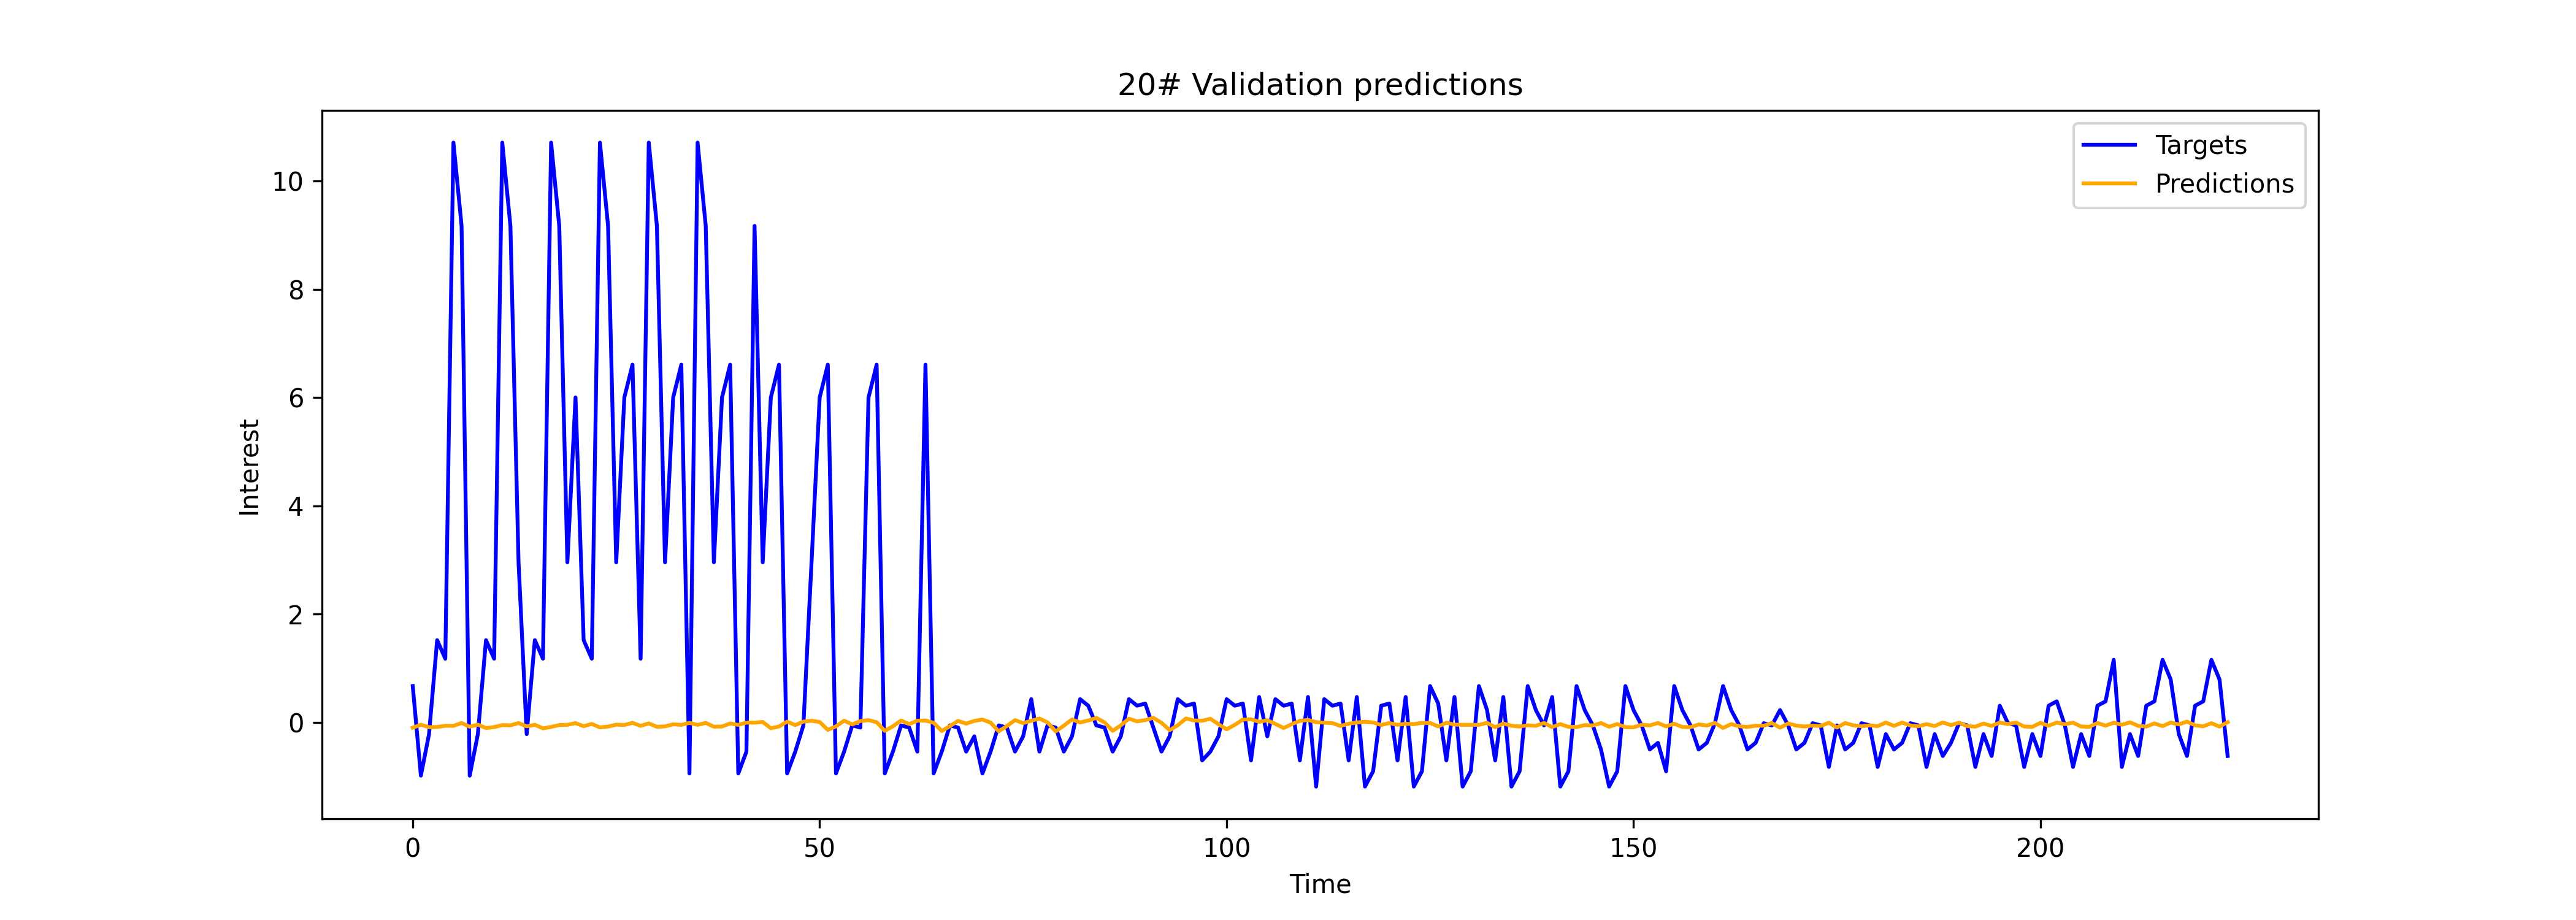 20# Validation predictions
Targets
Predictions
Interest
10
8
6
4
2
0
0 50 100 150 200
Time